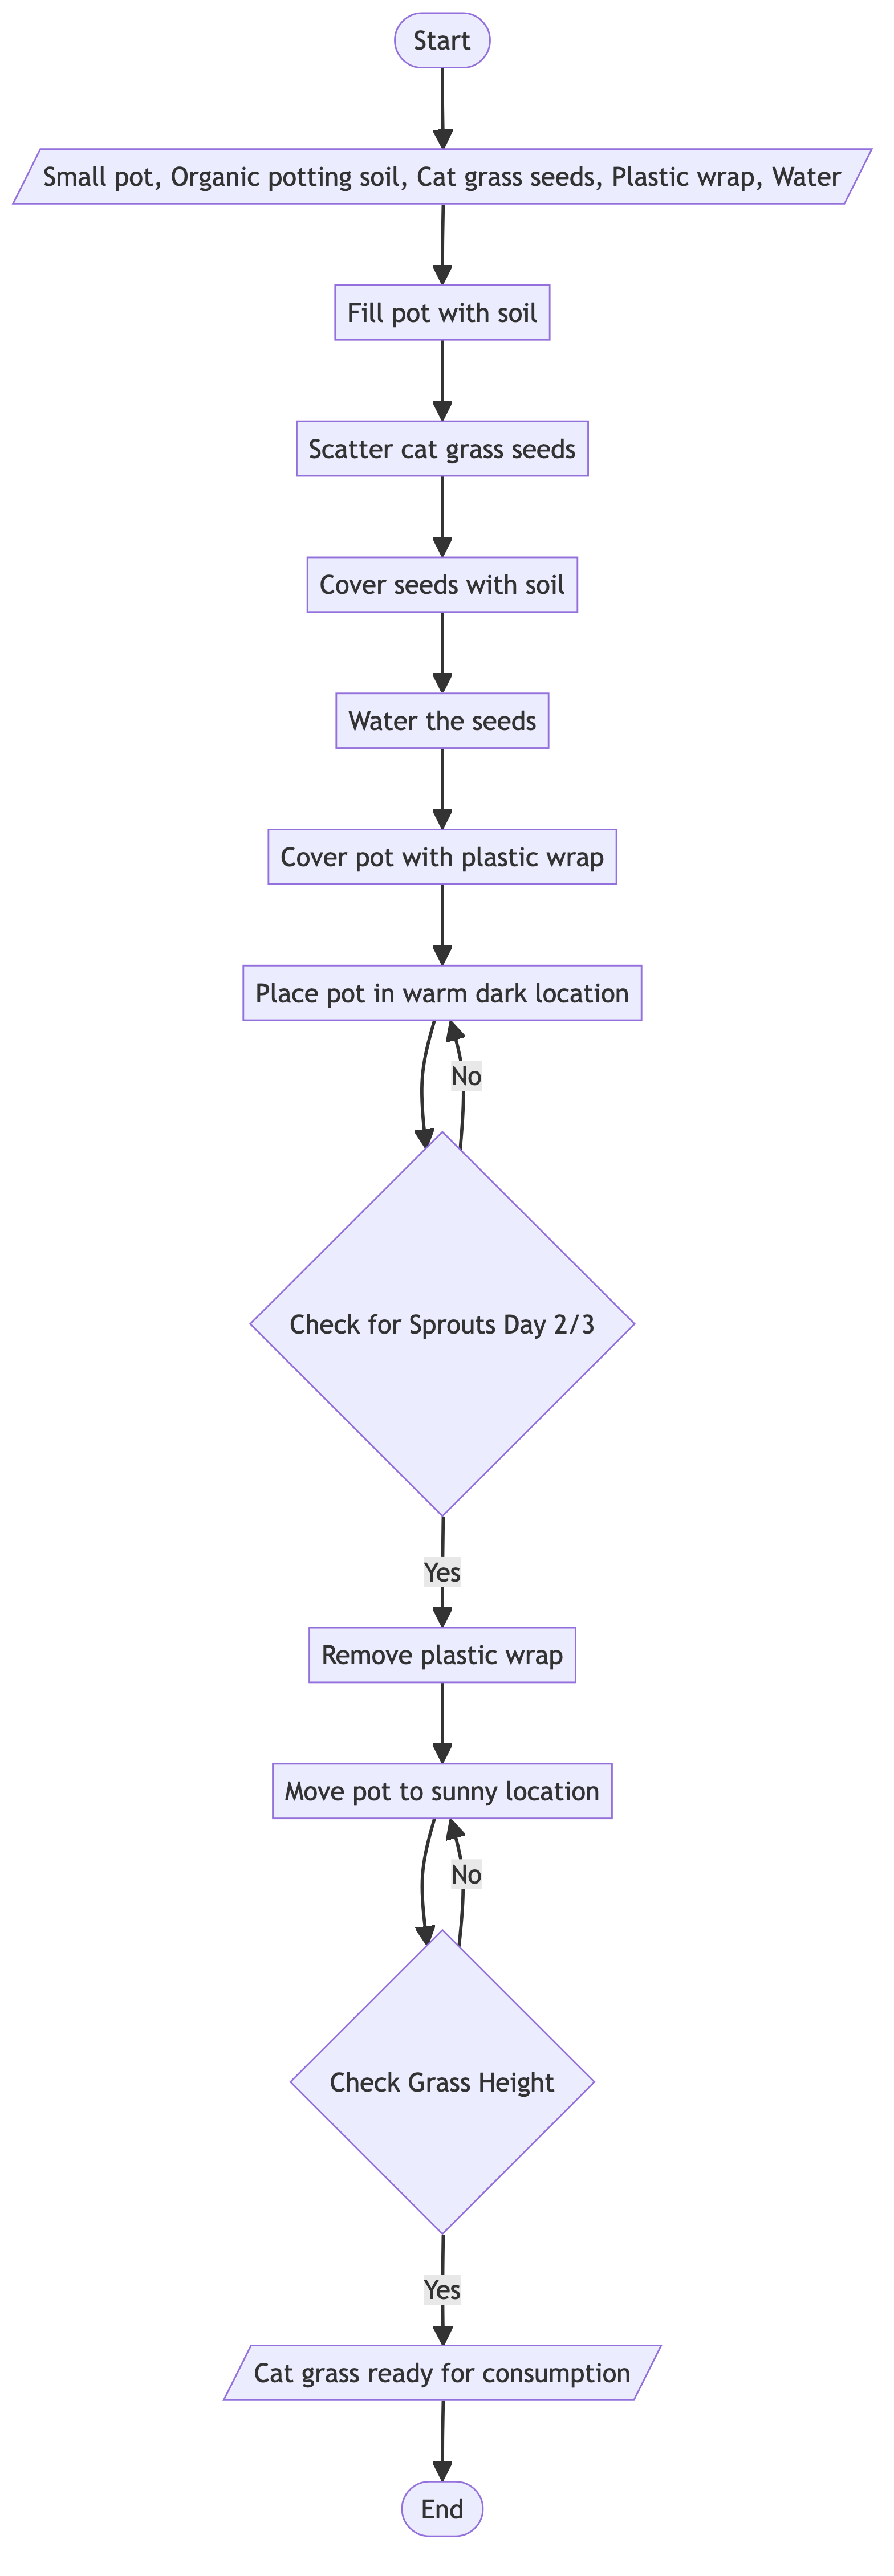 Start
Small pot, Organic potting soil, Cat grass seeds, Plastic wrap, Water
Fill pot with soil
Scatter cat grass seeds
Cover seeds with soil
Water the seeds
Cover pot with plastic wrap
Place pot in warm dark location
No
Check for Sprouts Day 2/3
Yes
Remove plastic wrap
Move pot to sunny location
No
Check Grass Height
Yes
Cat grass ready for consumption
End